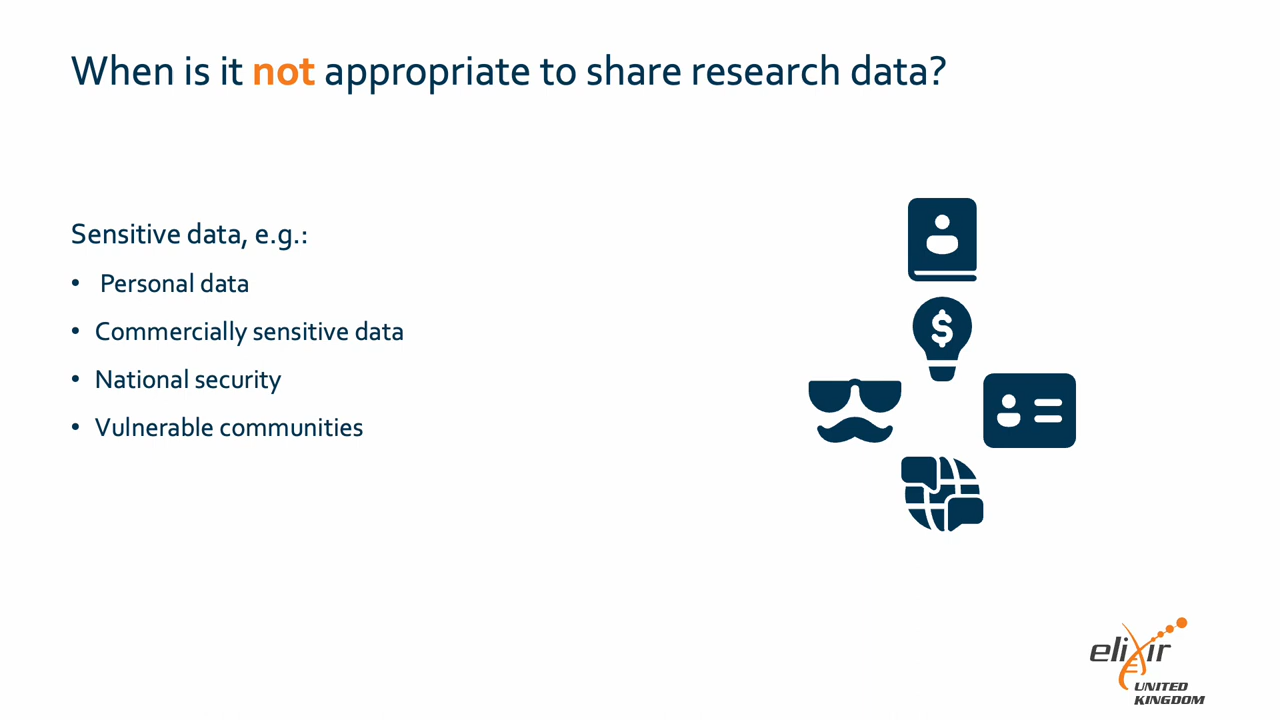 When is it not appropriate to share research data?
Sensitive data, e.g.:
• Personal data
• Commercially sensitive data
• National security
• Vulnerable communities
$
elixir
UNITED
KINGDOM